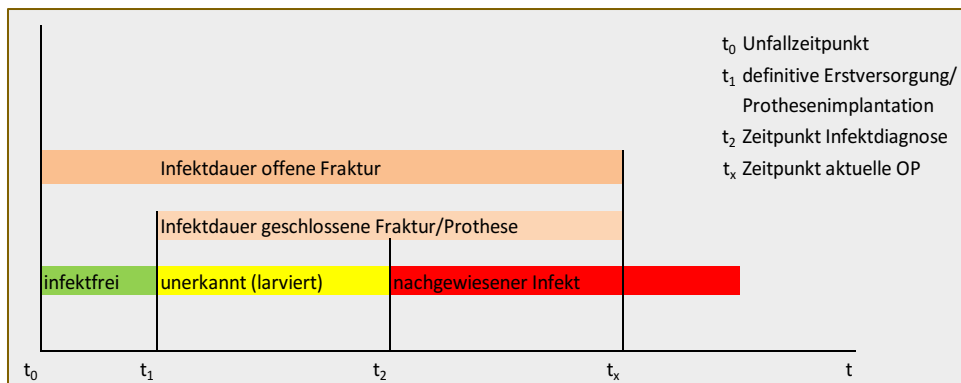 t0 Unfallzeitpunkt
t1 definitive Erstversorgung/
Prothesenimplantation
t2 Zeitpunkt Infektdiagnose
tx Zeitpunkt aktuelle OP
Infektdauer offene Fraktur
Infektdauer geschlossene Fraktur/Prothese
infektfrei unerkannt (larviert) nachgewiesener Infekt
t0 t1 t2 tx t